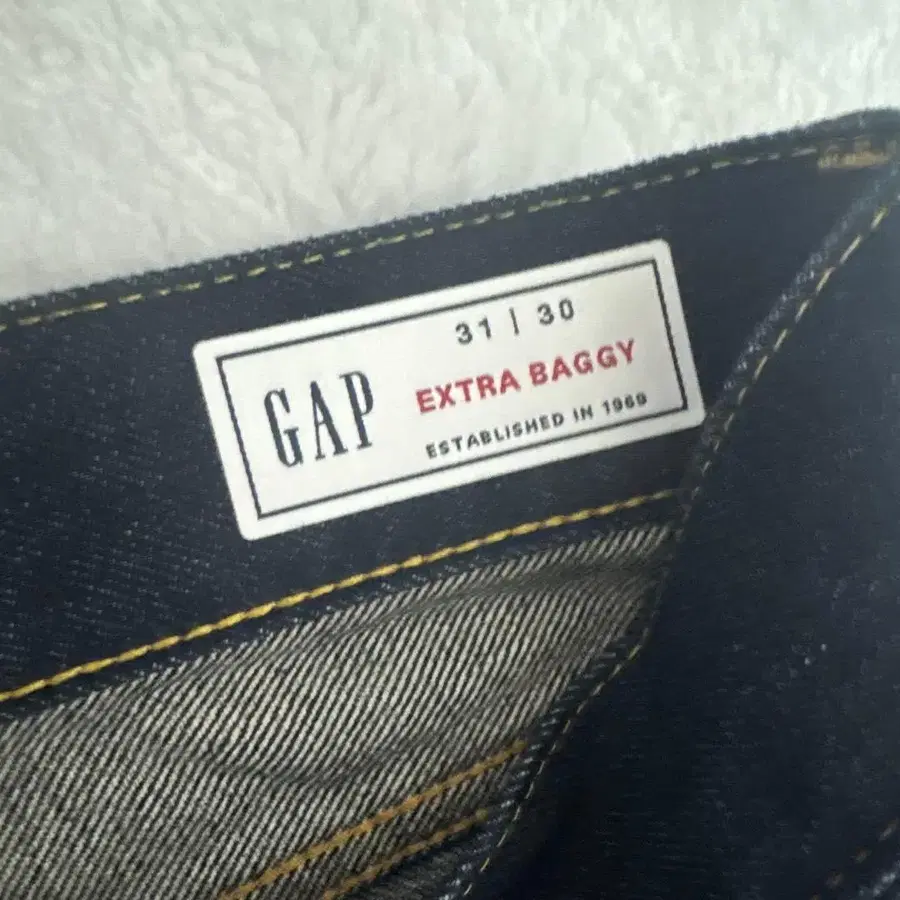 GAP
31 | 30
EXTRA BAGGY
ESTABLISHED IN 1969